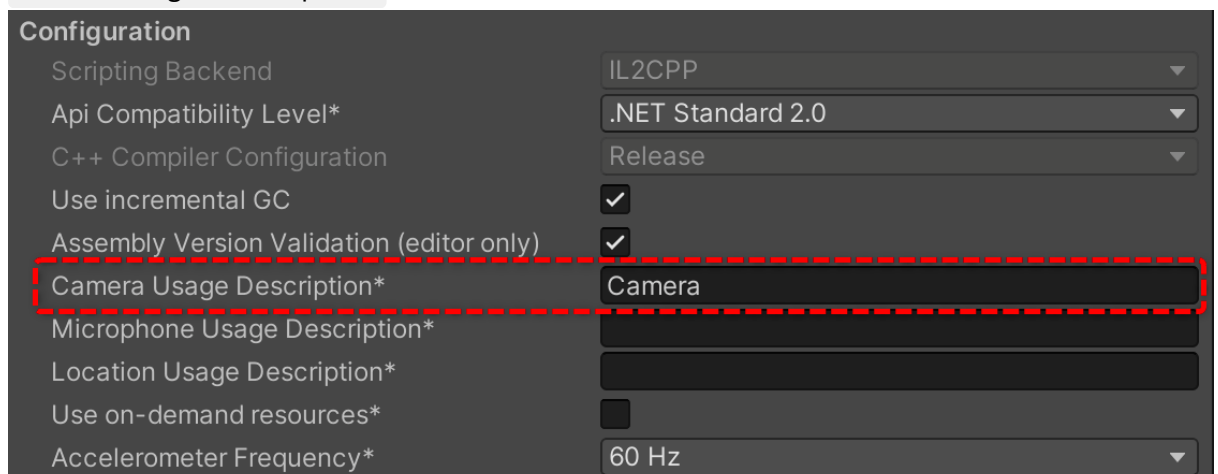 Configuration
Scripting Backend IL2CPP
Api Compatibility Level* .NET Standard 2.0
C++ Compiler Configuration Release
Use incremental GC
Assembly Version Validation (editor only)
Camera Usage Description* Camera
Microphone Usage Description*
Location Usage Description*
Use on-demand resources*
Accelerometer Frequency* 60 Hz